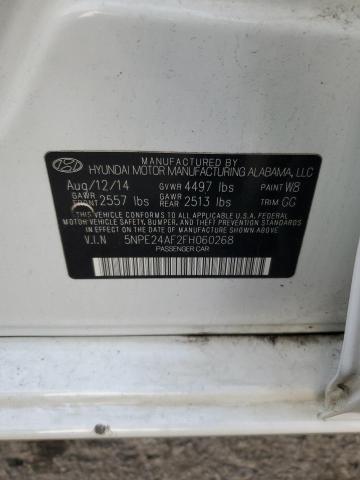 MANUFACTURED BY
HYUNDAI MOTOR MANUFACTURING ALABAMA, LLC
Aug/12/14 GVWR 4497 lbs PAINT W8
GAWR FRONT 2557 lbs GAWR REAR 2513 lbs TRIM GG
THIS VEHICLE CONFORMS TO ALL APPLICABLE U.S.A. FEDERAL
MOTOR VEHICLE SAFETY, BUMPER, AND THEFT PREVENTION STANDARDS
IN EFFECT ON THE DATE OF MANUFACTURE SHOWN ABOVE.
V.I.N 5NPE24AF2FH060268
PASSENGER CAR